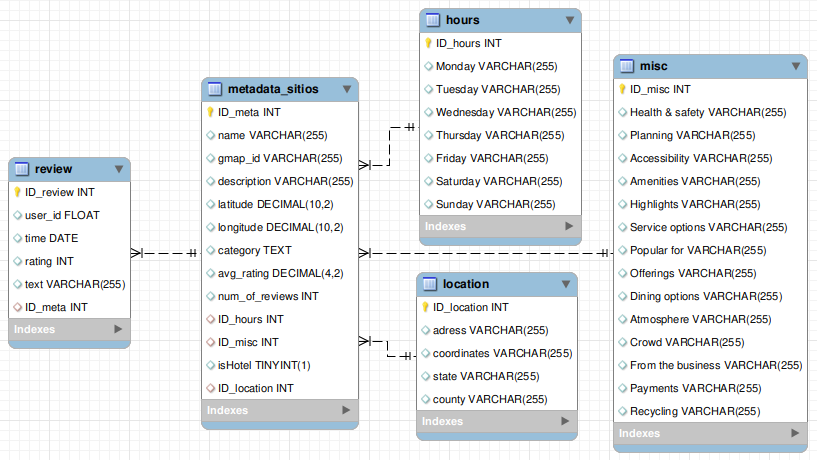 review
ID_review INT
user_id FLOAT
time DATE
rating INT
text VARCHAR(255)
ID_meta INT
Indexes
metadata_sitios
ID_meta INT
name VARCHAR(255)
gmap_id VARCHAR(255)
description VARCHAR(255)
latitude DECIMAL(10,2)
longitude DECIMAL(10,2)
category TEXT
avg_rating DECIMAL(4,2)
num_of_reviews INT
ID_hours INT
ID_misc INT
isHotel TINYINT(1)
ID_location INT
Indexes
hours
ID_hours INT
Monday VARCHAR(255)
Tuesday VARCHAR(255)
Wednesday VARCHAR(255)
Thursday VARCHAR(255)
Friday VARCHAR(255)
Saturday VARCHAR(255)
Sunday VARCHAR(255)
Indexes
location
ID_location INT
adress VARCHAR(255)
coordinates VARCHAR(255)
state VARCHAR(255)
county VARCHAR(255)
Indexes
misc
ID_misc INT
Health & safety VARCHAR(255)
Planning VARCHAR(255)
Accessibility VARCHAR(255)
Amenities VARCHAR(255)
Highlights VARCHAR(255)
Service options VARCHAR(255)
Popular for VARCHAR(255)
Offerings VARCHAR(255)
Dining options VARCHAR(255)
Atmosphere VARCHAR(255)
Crowd VARCHAR(255)
From the business VARCHAR(255)
Payments VARCHAR(255)
Recycling VARCHAR(255)
Indexes